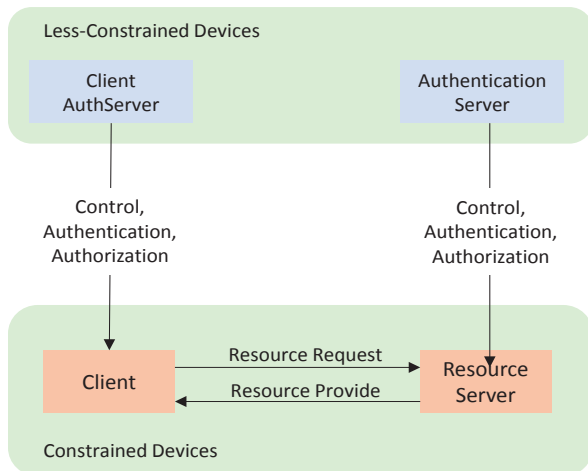 Less-Constrained Devices
Client
AuthServer
Authentication
Server
Control,
Authentication,
Authorization
Control,
Authentication,
Authorization
Client
Resource Request
Resource Provide
Resource
Server
Constrained Devices